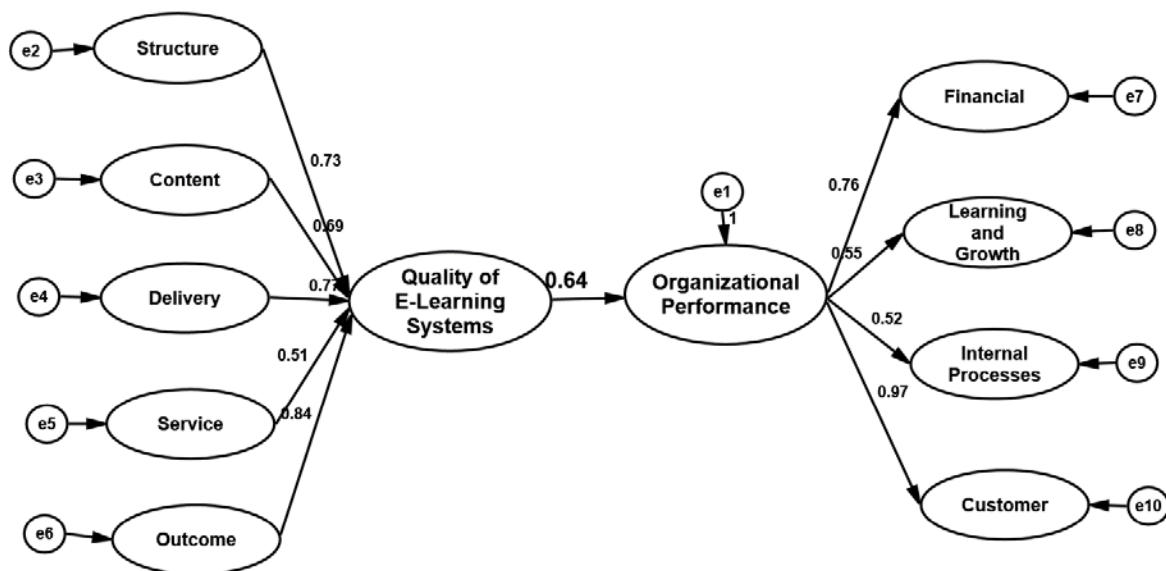 e2
Structure
e3
Content
e4
Delivery
e5
Service
e6
Outcome
0.73
0.69
0.77
0.51
0.84
Quality of
E-Learning
Systems
0.64
e1
1
Organizational
Performance
0.76
0.55
0.52
0.97
Financial
e7
Learning
and
Growth
e8
Internal
Processes
e9
Customer
e10